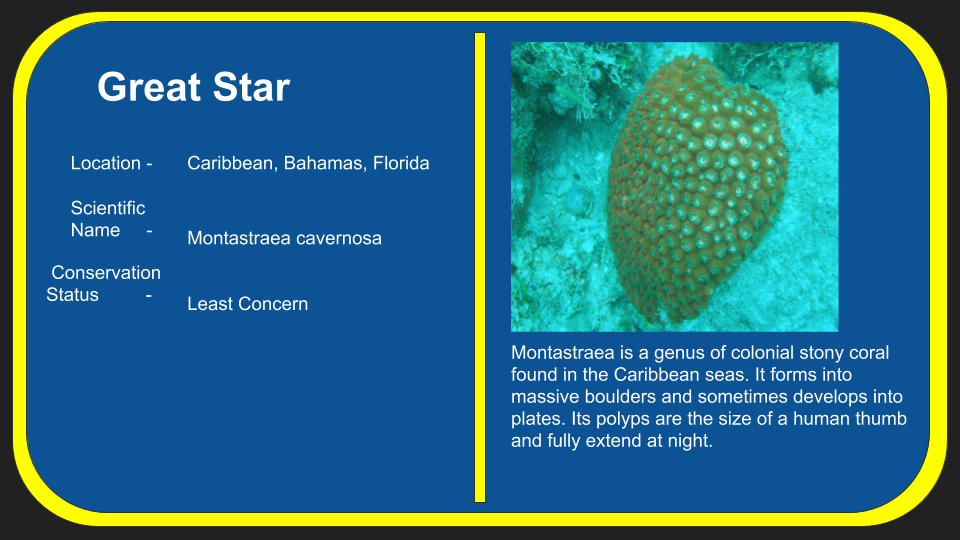 Great Star
Location - Caribbean, Bahamas, Florida
Scientific
Name -
Montastraea cavernosa
Conservation
Status -
Least Concern
Montastraea is a genus of colonial stony coral
found in the Caribbean seas. It forms into
massive boulders and sometimes develops into
plates. Its polyps are the size of a human thumb
and fully extend at night.